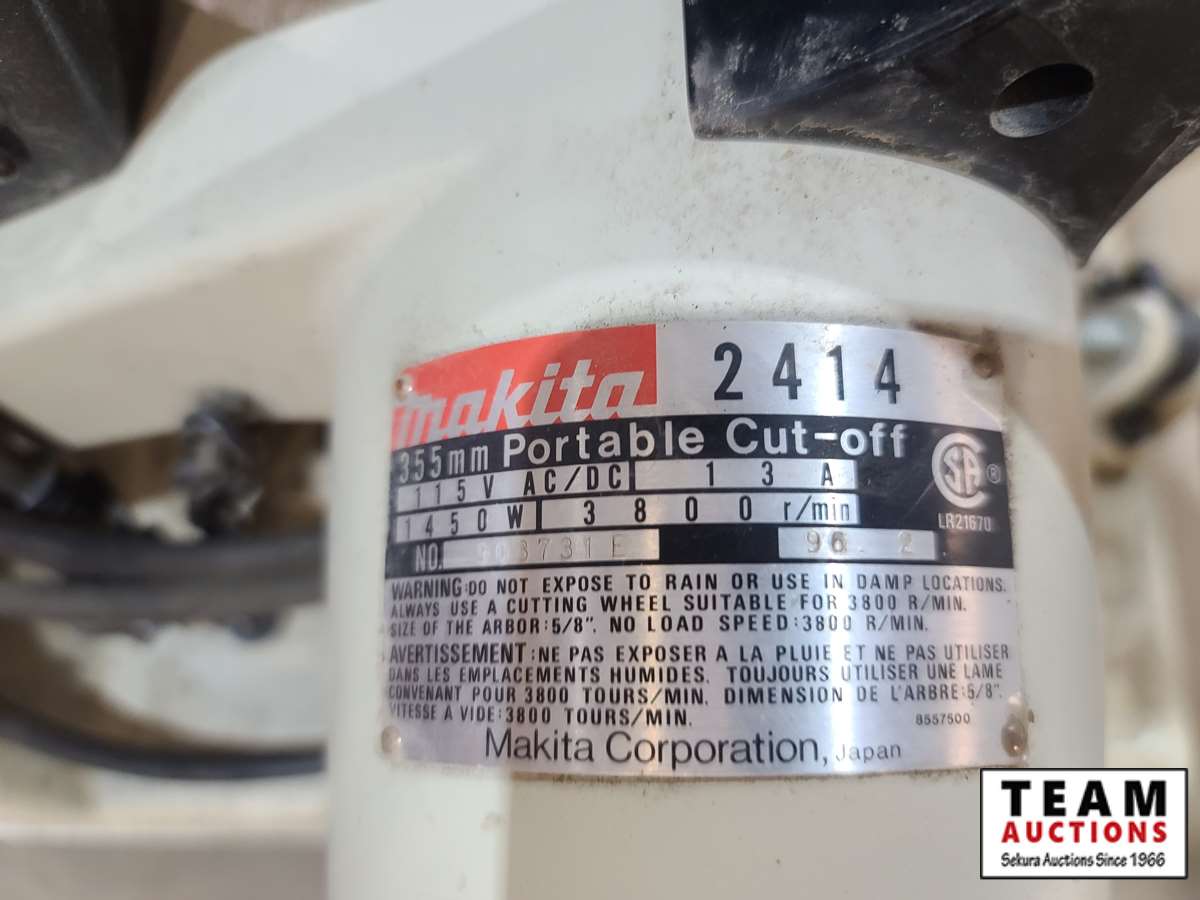 makita 2414
355mm Portable Cut-off
115V AC/DC 13A
1450W 3800 r/min
LR21670
NO. 96 2
WARNING:DO NOT EXPOSE TO RAIN OR USE IN DAMP LOCATIONS.
ALWAYS USE A CUTTING WHEEL SUITABLE FOR 3800 R/MIN.
SIZE OF THE ARBOR:5/8". NO LOAD SPEED:3800 R/MIN.
AVERTISSEMENT:NE PAS EXPOSER A LA PLUIE ET NE PAS UTILISER
DANS LES EMPLACEMENTS HUMIDES. TOUJOURS UTILISER UNE LAME
CONVENANT POUR 3800 TOURS/MIN. DIMENSION DE L'ARBRE:5/8".
VITESSE A VIDE:3800 TOURS/MIN. 8557500
Makita Corporation, Japan
TEAM
AUCTIONS
Sekura Auctions Since 1966